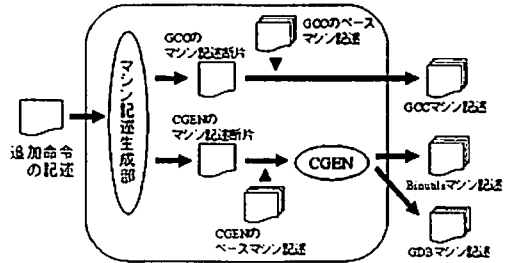 GCCの
マシン記述断片
GCCのベース
マシン記述
GCCマシン記述
追加命令
の記述
マシン記述生成部
CGENの
マシン記述断片
CGEN
Binutilsマシン記述
CGENの
ベースマシン記述
GDBマシン記述